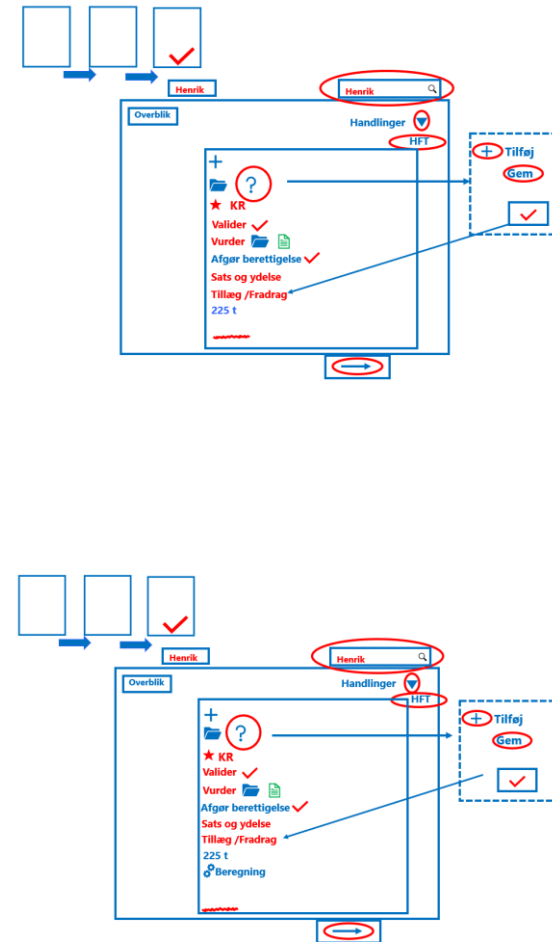 Henrik
Henrik
Overblik
Handlinger
HFT
+ Tilføj
Gem
+
?
KR
Valider
Vurder
Afgør berettigelse
Sats og ydelse
Tillæg /Fradrag
225 t
Henrik
Henrik
Overblik
Handlinger
HFT
+ Tilføj
Gem
+
?
KR
Valider
Vurder
Afgør berettigelse
Sats og ydelse
Tillæg /Fradrag
225 t
Beregning